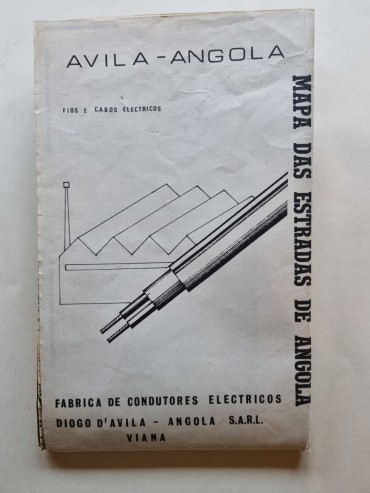 AVILA-ANGOLA
FIOS E CABOS ELECTRICOS
MAPA DAS ESTRADAS DE ANGOLA
FABRICA DE CONDUTORES ELECTRICOS
DIOGO D'AVILA - ANGOLA S.A.R.L.
VIANA